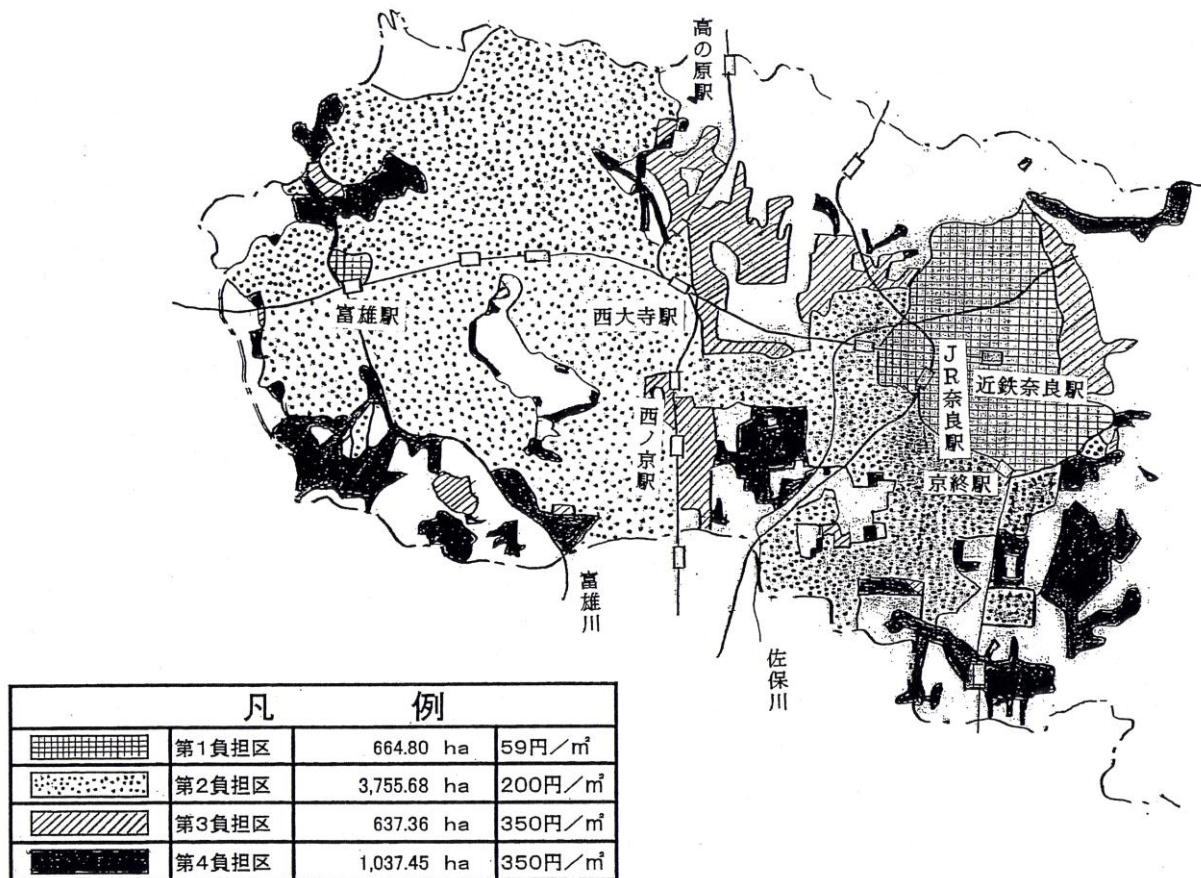 高の原駅
富雄駅
西大寺駅
JR奈良駅
近鉄奈良駅
西ノ京駅
京終駅
富雄川
佐保川
凡 例
第1負担区 664.80 ha 59円/㎡
第2負担区 3,755.68 ha 200円/㎡
第3負担区 637.36 ha 350円/㎡
第4負担区 1,037.45 ha 350円/㎡